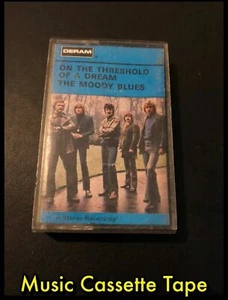 DERAM
ON THE THRESHOLD
OF A DREAM
THE MOODY BLUES
Music Cassette Tape